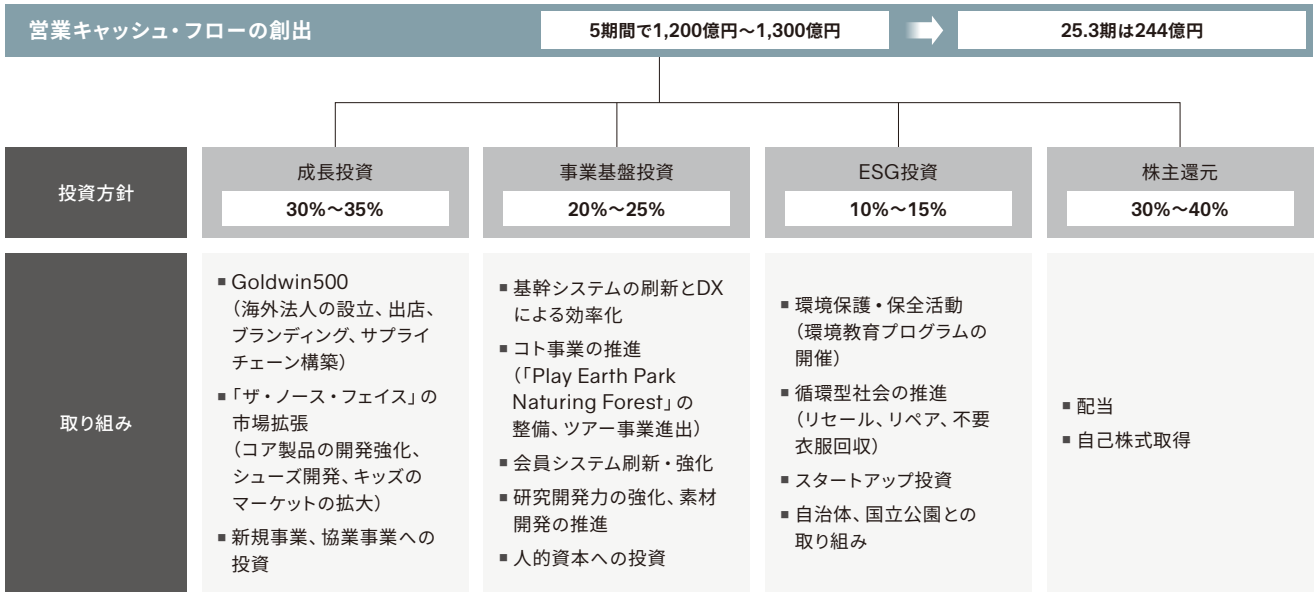 営業キャッシュ・フローの創出
5期間で1,200億円～1,300億円
25.3期は244億円
投資方針
成長投資
30%～35%
事業基盤投資
20%～25%
ESG投資
10%～15%
株主還元
30%～40%
取り組み
■ Goldwin500
（海外法人の設立、出店、
ブランディング、サプライ
チェーン構築）
■ 「ザ・ノース・フェイス」の
市場拡張
（コア製品の開発強化、
シューズ開発、キッズの
マーケットの拡大）
■ 新規事業、協業事業への
投資
■ 基幹システムの刷新とDX
による効率化
■ コト事業の推進
（「Play Earth Park
Naturing Forest」の
整備、ツアー事業進出）
■ 会員システム刷新・強化
■ 研究開発力の強化、素材
開発の推進
■ 人的資本への投資
■ 環境保護・保全活動
（環境教育プログラムの
開催）
■ 循環型社会の推進
（リセール、リペア、不要
衣服回収）
■ スタートアップ投資
■ 自治体、国立公園との
取り組み
■ 配当
■ 自己株式取得